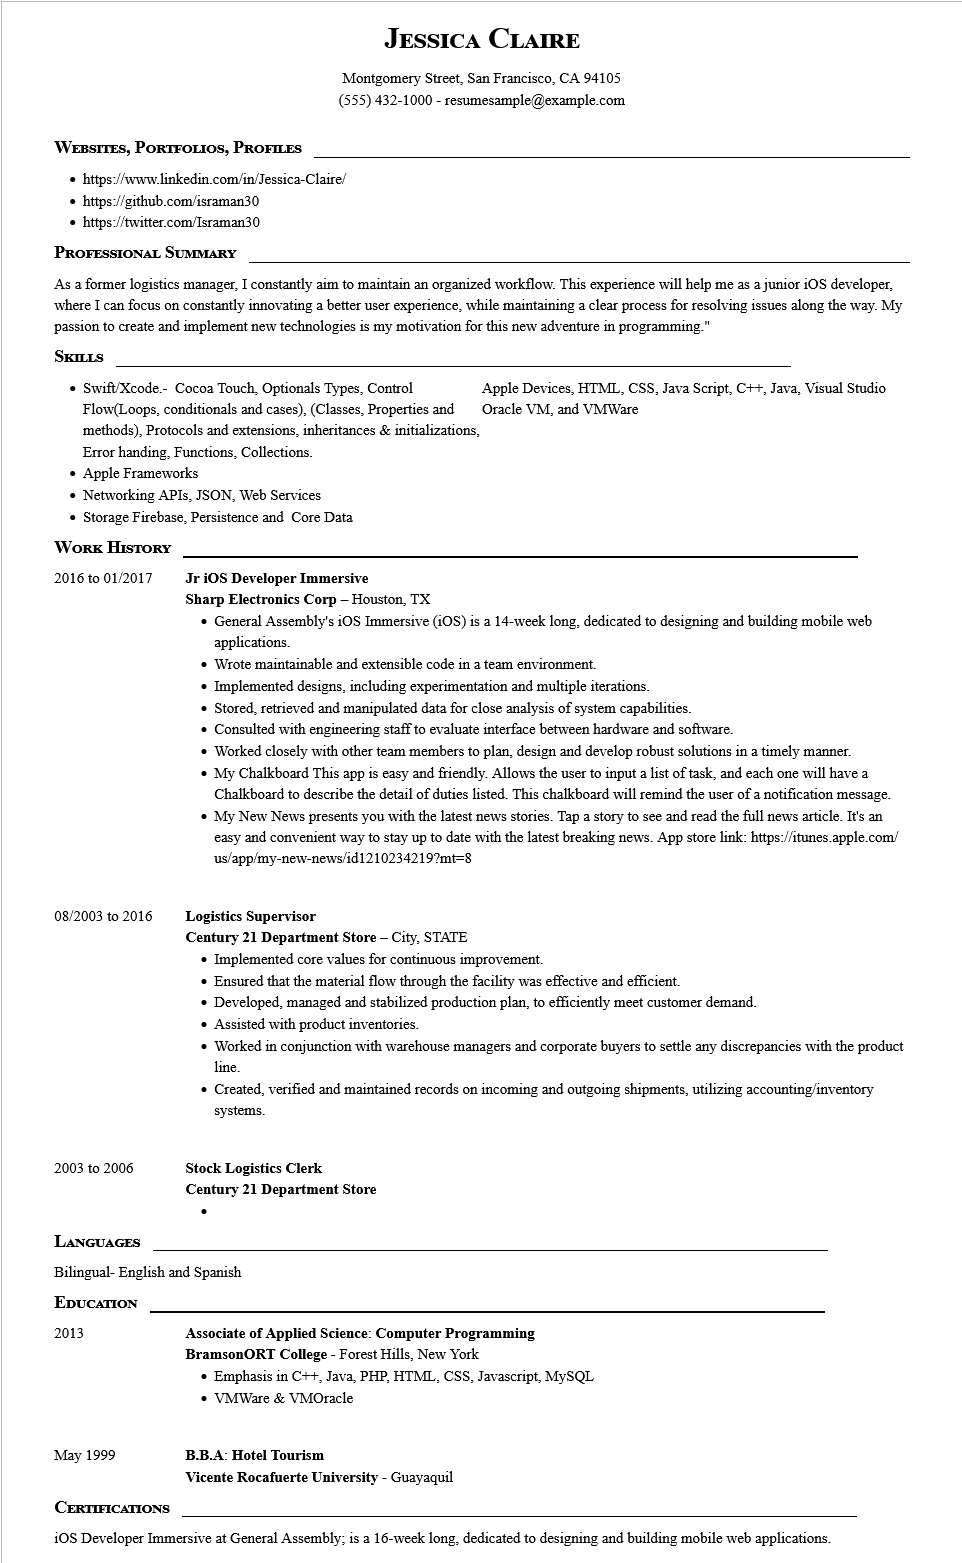 Jessica Claire
Montgomery Street, San Francisco, CA 94105
(555) 432-1000 - resumesample@example.com
Websites, Portfolios, Profiles
• https://www.linkedin.com/in/Jessica-Claire/
• https://github.com/israman30
• https://twitter.com/Israman30
Professional Summary
As a former logistics manager, I constantly aim to maintain an organized workflow. This experience will help me as a junior iOS developer,
where I can focus on constantly innovating a better user experience, while maintaining a clear process for resolving issues along the way. My
passion to create and implement new technologies is my motivation for this new adventure in programming."
Skills
• Swift/Xcode.-  Cocoa Touch, Optionals Types, Control
Flow(Loops, conditionals and cases), (Classes, Properties and
methods), Protocols and extensions, inheritances & initializations,
Error handing, Functions, Collections.
• Apple Frameworks
• Networking APIs, JSON, Web Services
• Storage Firebase, Persistence and  Core Data
Apple Devices, HTML, CSS, Java Script, C++, Java, Visual Studio
Oracle VM, and VMWare
Work History
2016 to 01/2017 Jr iOS Developer Immersive
Sharp Electronics Corp – Houston, TX
• General Assembly's iOS Immersive (iOS) is a 14-week long, dedicated to designing and building mobile web
applications.
• Wrote maintainable and extensible code in a team environment.
• Implemented designs, including experimentation and multiple iterations.
• Stored, retrieved and manipulated data for close analysis of system capabilities.
• Consulted with engineering staff to evaluate interface between hardware and software.
• Worked closely with other team members to plan, design and develop robust solutions in a timely manner.
• My Chalkboard This app is easy and friendly. Allows the user to input a list of task, and each one will have a
Chalkboard to describe the detail of duties listed. This chalkboard will remind the user of a notification message.
• My New News presents you with the latest news stories. Tap a story to see and read the full news article. It's an
easy and convenient way to stay up to date with the latest breaking news. App store link: https://itunes.apple.com/
us/app/my-new-news/id1210234219?mt=8
08/2003 to 2016 Logistics Supervisor
Century 21 Department Store – City, STATE
• Implemented core values for continuous improvement.
• Ensured that the material flow through the facility was effective and efficient.
• Developed, managed and stabilized production plan, to efficiently meet customer demand.
• Assisted with product inventories.
• Worked in conjunction with warehouse managers and corporate buyers to settle any discrepancies with the product
line.
• Created, verified and maintained records on incoming and outgoing shipments, utilizing accounting/inventory
systems.
2003 to 2006 Stock Logistics Clerk
Century 21 Department Store
•
Languages
Bilingual- English and Spanish
Education
2013 Associate of Applied Science: Computer Programming
BramsonORT College - Forest Hills, New York
• Emphasis in C++, Java, PHP, HTML, CSS, Javascript, MySQL
• VMWare & VMOracle
May 1999 B.B.A: Hotel Tourism
Vicente Rocafuerte University - Guayaquil
Certifications
iOS Developer Immersive at General Assembly; is a 16-week long, dedicated to designing and building mobile web applications.